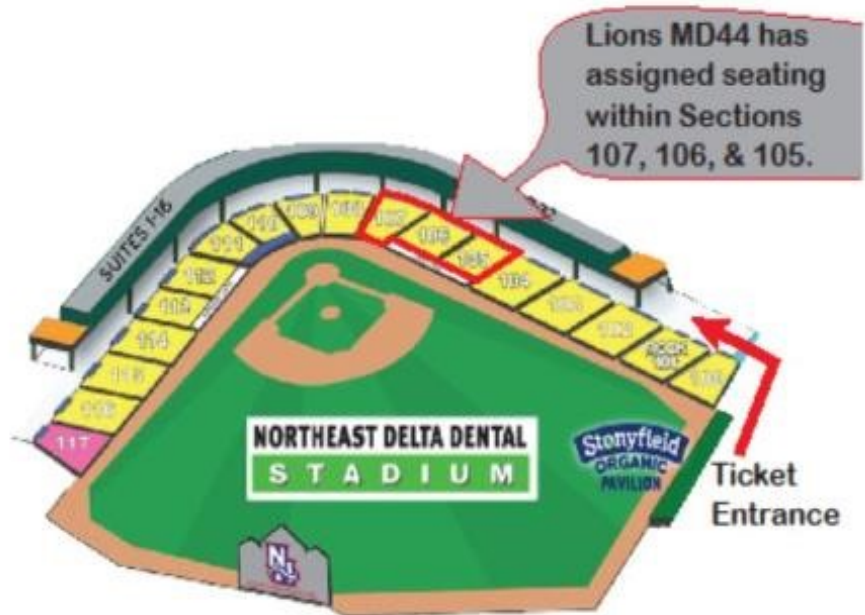 Lions MD44 has
assigned seating
within Sections
107, 106, & 105.
SUITES 1-16
117
116
115
114
113
112
111
110
109
108
107
106
105
104
103
102
100
NORTHEAST DELTA DENTAL
STADIUM
Stonyfield
ORGANIC
PAVILION
Ticket
Entrance